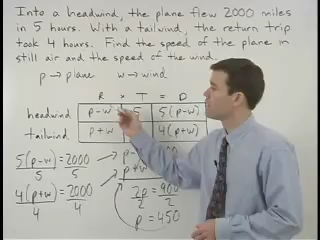 Into a headwind, the plane flew 2000 miles
in 5 hours. With a tailwind, the return trip
took 4 hours. Find the speed of the plane in
still air and the speed of the wind.
p → plane w → wind
R × T = D
headwind p-w 5 5(p-w)
tailwind p+w 4(p+w)
5(p-w) = 2000
5 5
4(p+w) = 2000
4 4
p-
p+w
2p = 900
2 2
p = 450